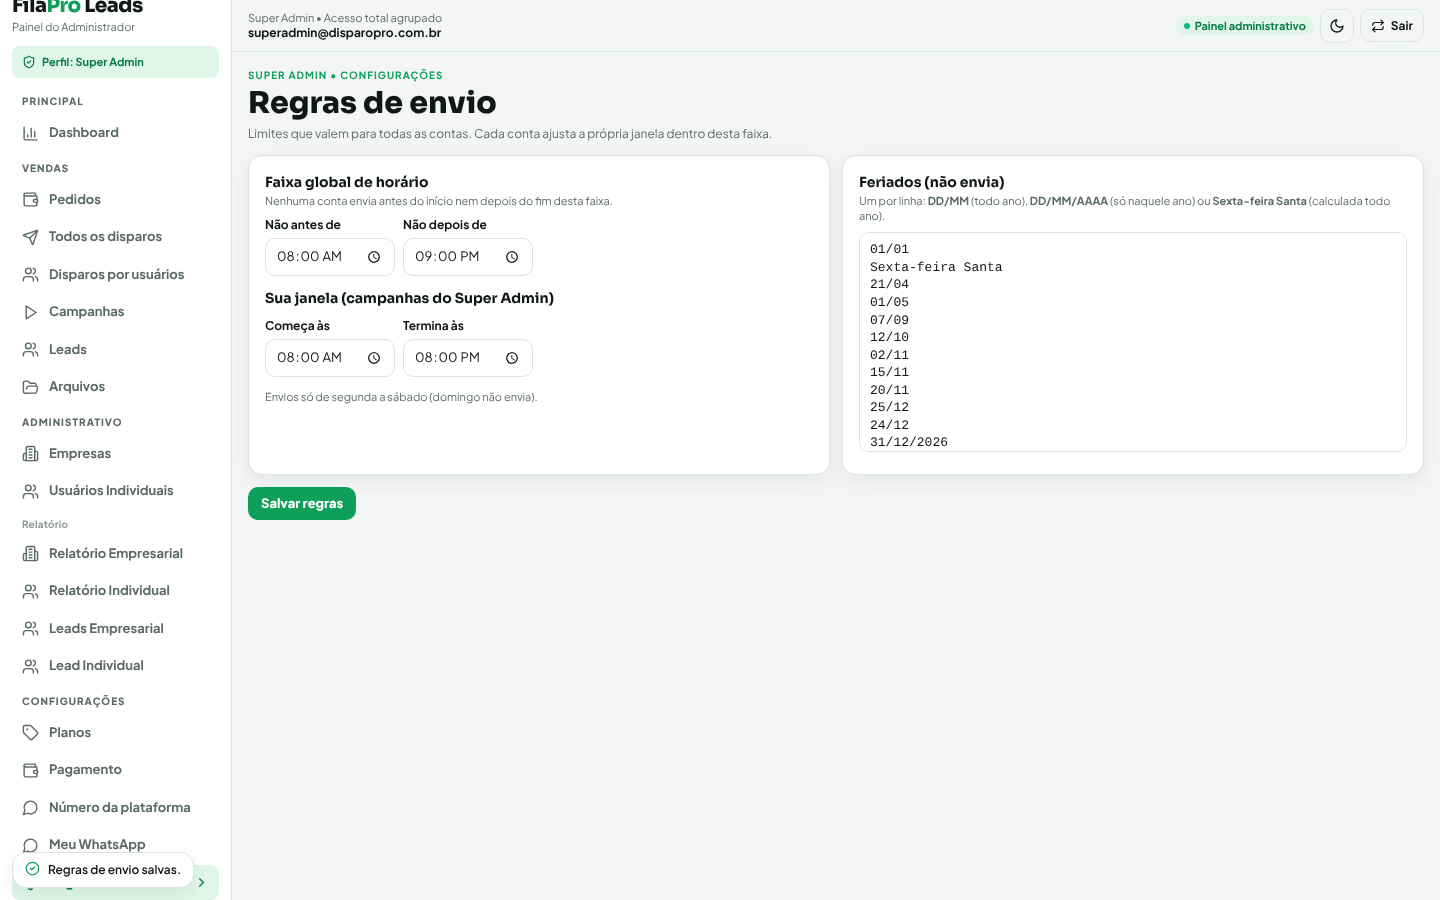 FilaPro Leads
Painel do Administrador
Perfil: Super Admin
PRINCIPAL
Dashboard
VENDAS
Pedidos
Todos os disparos
Disparos por usuários
Campanhas
Leads
Arquivos
ADMINISTRATIVO
Empresas
Usuários Individuais
Relatório
Relatório Empresarial
Relatório Individual
Leads Empresarial
Lead Individual
CONFIGURAÇÕES
Planos
Pagamento
Número da plataforma
Meu WhatsApp
Regras de envio salvas.
Super Admin • Acesso total agrupado
superadmin@disparopro.com.br
Painel administrativo
Sair
SUPER ADMIN • CONFIGURAÇÕES
Regras de envio
Limites que valem para todas as contas. Cada conta ajusta a própria janela dentro desta faixa.
Faixa global de horário
Nenhuma conta envia antes do início nem depois do fim desta faixa.
Não antes de
Não depois de
08:00 AM
09:00 PM
Sua janela (campanhas do Super Admin)
Começa às
Termina às
08:00 AM
08:00 PM
Envios só de segunda a sábado (domingo não envia).
Feriados (não envia)
Um por linha: DD/MM (todo ano), DD/MM/AAAA (só naquele ano) ou Sexta-feira Santa (calculada todo
ano).
01/01
Sexta-feira Santa
21/04
01/05
07/09
12/10
02/11
15/11
20/11
25/12
24/12
31/12/2026
Salvar regras